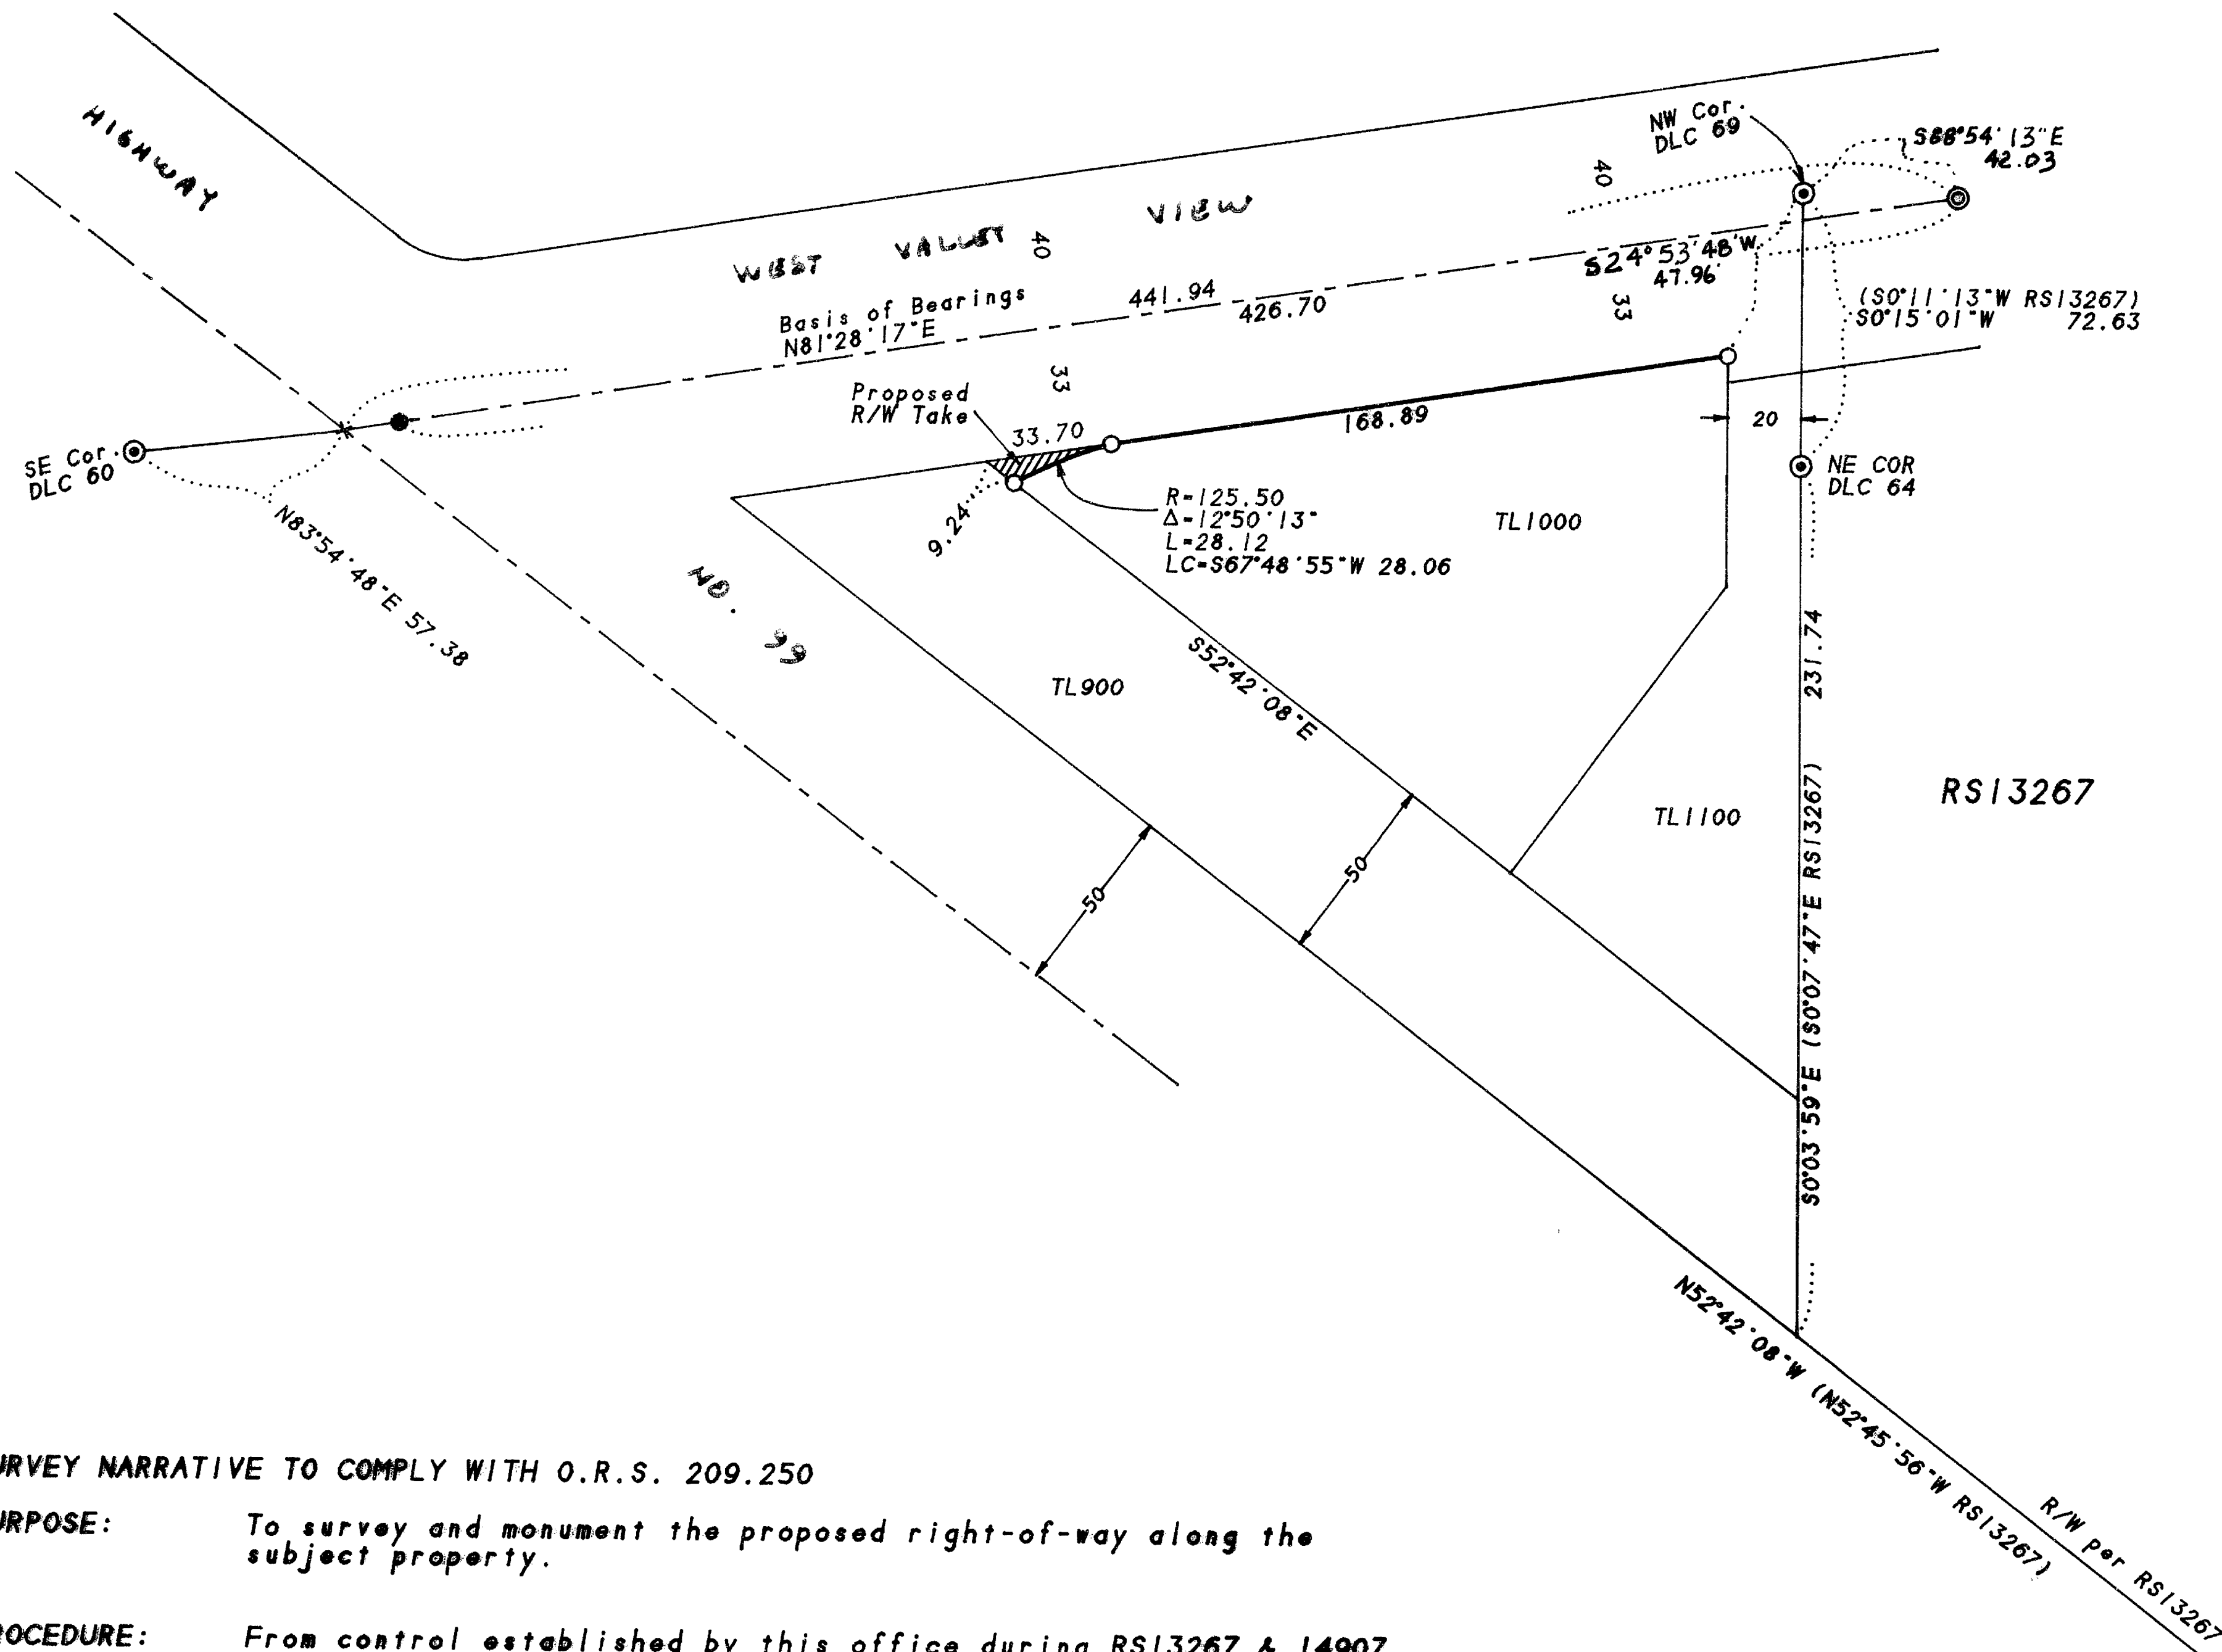 HIGHWAY
NW Cor.
DLC 69
S88°54'13"E
42.03
40
WEST VALLEY VIEW
40
S24°53'48"W
47.96'
Basis of Bearings
N81°28'17"E
441.94
426.70
33
(S0°11'13"W RS13267)
S0°15'01"W 72.63
33
Proposed
R/W Take
33.70
168.89
20
SE Cor.
DLC 60
NE COR
DLC 64
N83°54'48"E 57.38
9.24
R=125.50
Δ=12°50'13"
L=28.12
LC=S67°48'55"W 28.06
TL1000
NO. 99
TL900
S52°42'08"E
TL1100
RS13267
50
50
S0°03'59"E (S0°07'47"E RS13267) 231.74
N52°42'08"W (N52°45'56"W RS13267)
R/W per RS13267
URVEY NARRATIVE TO COMPLY WITH O.R.S. 209.250
URPOSE: To survey and monument the proposed right-of-way along the
subject property.
ROCEDURE: From control established by this office during RS13267 & 14907